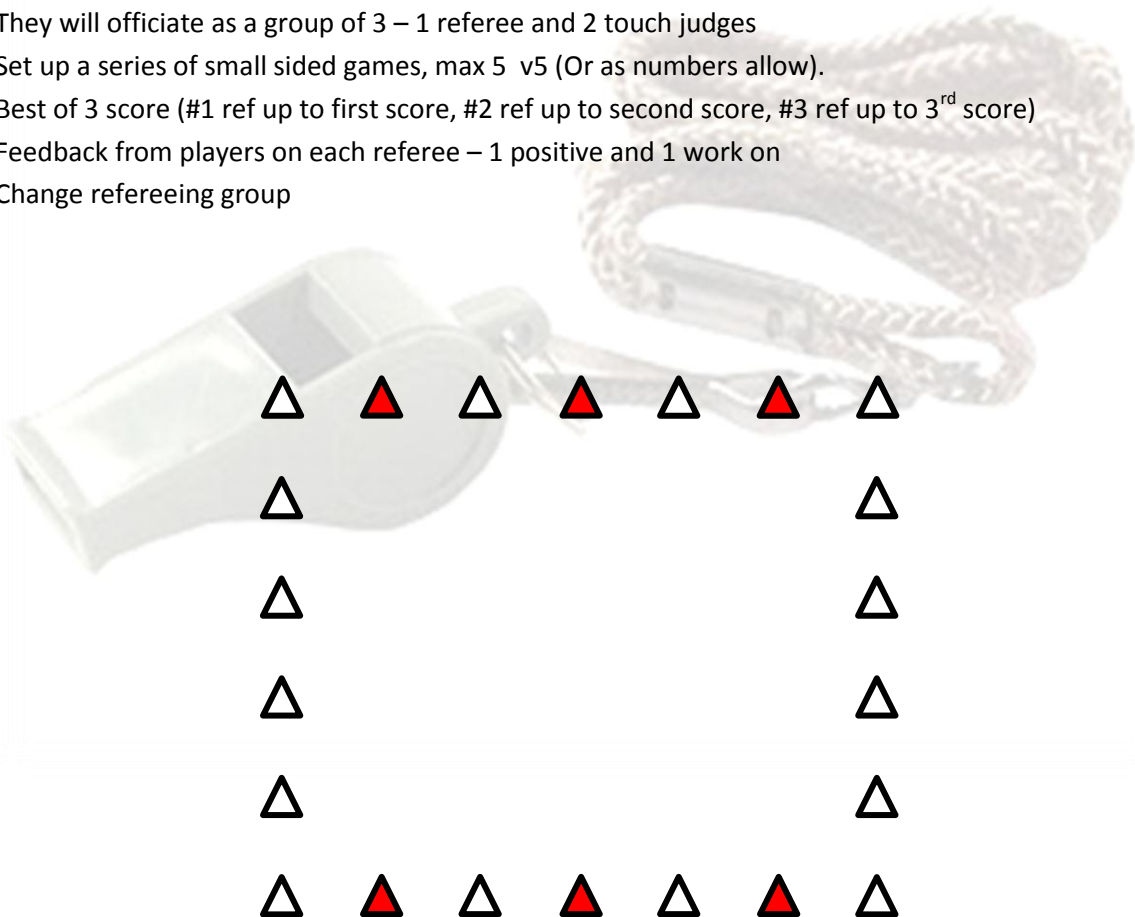 They will officiate as a group of 3 – 1 referee and 2 touch judges
Set up a series of small sided games, max 5 v5 (Or as numbers allow).
Best of 3 score (#1 ref up to first score, #2 ref up to second score, #3 ref up to 3rd score)
Feedback from players on each referee – 1 positive and 1 work on
Change refereeing group